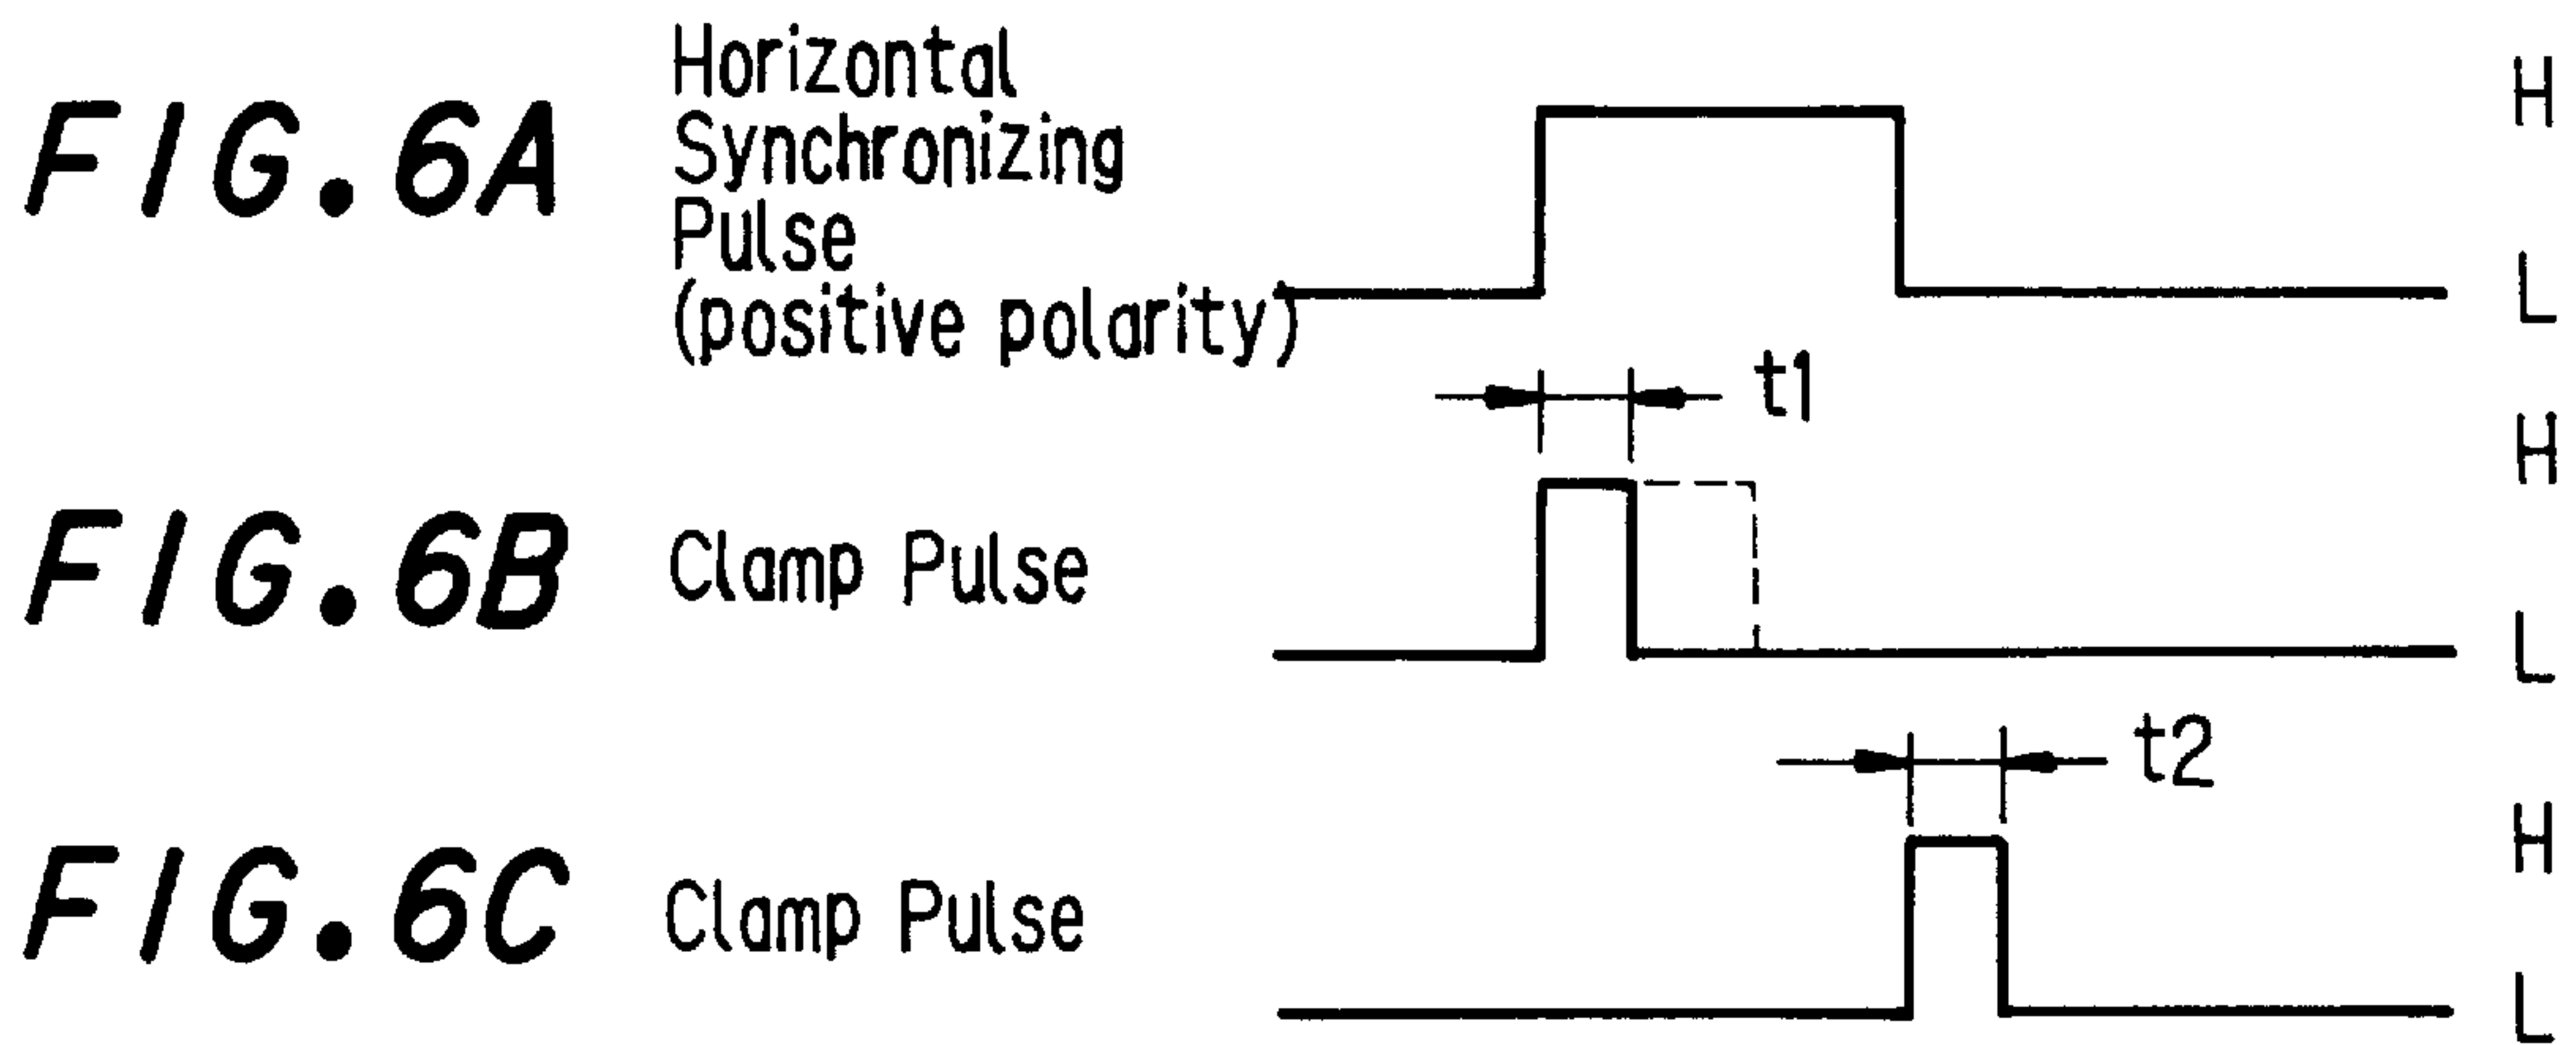 FIG.6A
Horizontal
Synchronizing
Pulse
(positive polarity)
H
L
t1
FIG.6B
Clamp Pulse
H
L
t2
FIG.6C
Clamp Pulse
H
L